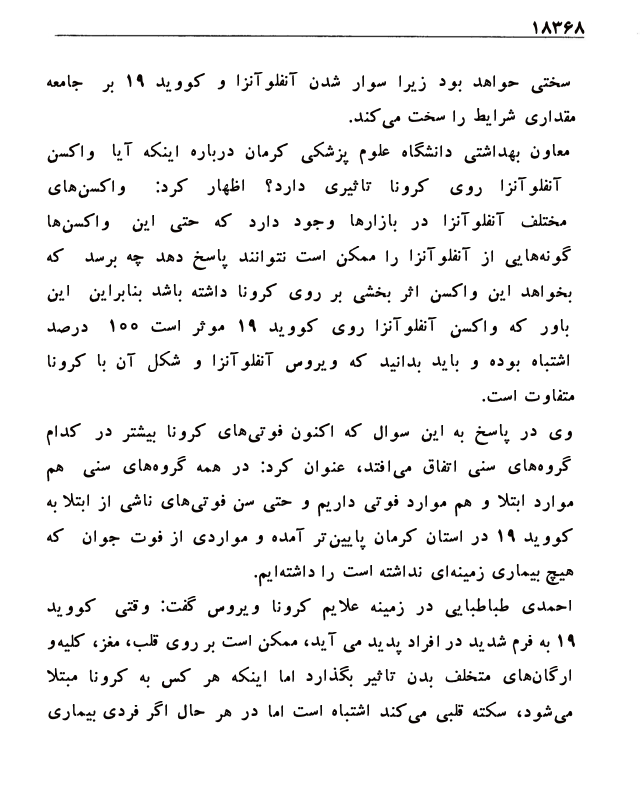 ۱۸۳۶۸
سختی حواهد بود زیرا سوار شدن آنفلوآنزا و کووید ۱۹ بر جامعه
مقداری شرایط را سخت می‌کند.
معاون بهداشتی دانشگاه علوم پزشکی کرمان درباره اینکه آیا واکسن
آنفلوآنزا روی کرونا تاثیری دارد؟ اظهار کرد: واکسن‌های
مختلف آنفلوآنزا در بازارها وجود دارد که حتی این واکسن‌ها
گونه‌هایی از آنفلوآنزا را ممکن است نتوانند پاسخ دهد چه برسد که
بخواهد این واکسن اثر بخشی بر روی کرونا داشته باشد بنابراین این
باور که واکسن آنفلوآنزا روی کووید ۱۹ موثر است ۱۰۰ درصد
اشتباه بوده و باید بدانید که ویروس آنفلوآنزا و شکل آن با کرونا
متفاوت است.
وی در پاسخ به این سوال که اکنون فوتی‌های کرونا بیشتر در کدام
گروه‌های سنی اتفاق می‌افتد، عنوان کرد: در همه گروه‌های سنی هم
موارد ابتلا و هم موارد فوتی داریم و حتی سن فوتی‌های ناشی از ابتلا به
کووید ۱۹ در استان کرمان پایین‌تر آمده و مواردی از فوت جوان که
هیچ بیماری زمینه‌ای نداشته است را داشته‌ایم.
احمدی طباطبایی در زمینه علایم کرونا ویروس گفت: وقتی کووید
۱۹ به فرم شدید در افراد پدید می آید، ممکن است بر روی قلب، مغز، کلیه و
ارگان‌های متخلف بدن تاثیر بگذارد اما اینکه هر کس به کرونا مبتلا
می‌شود، سکته قلبی می‌کند اشتباه است اما در هر حال اگر فردی بیماری